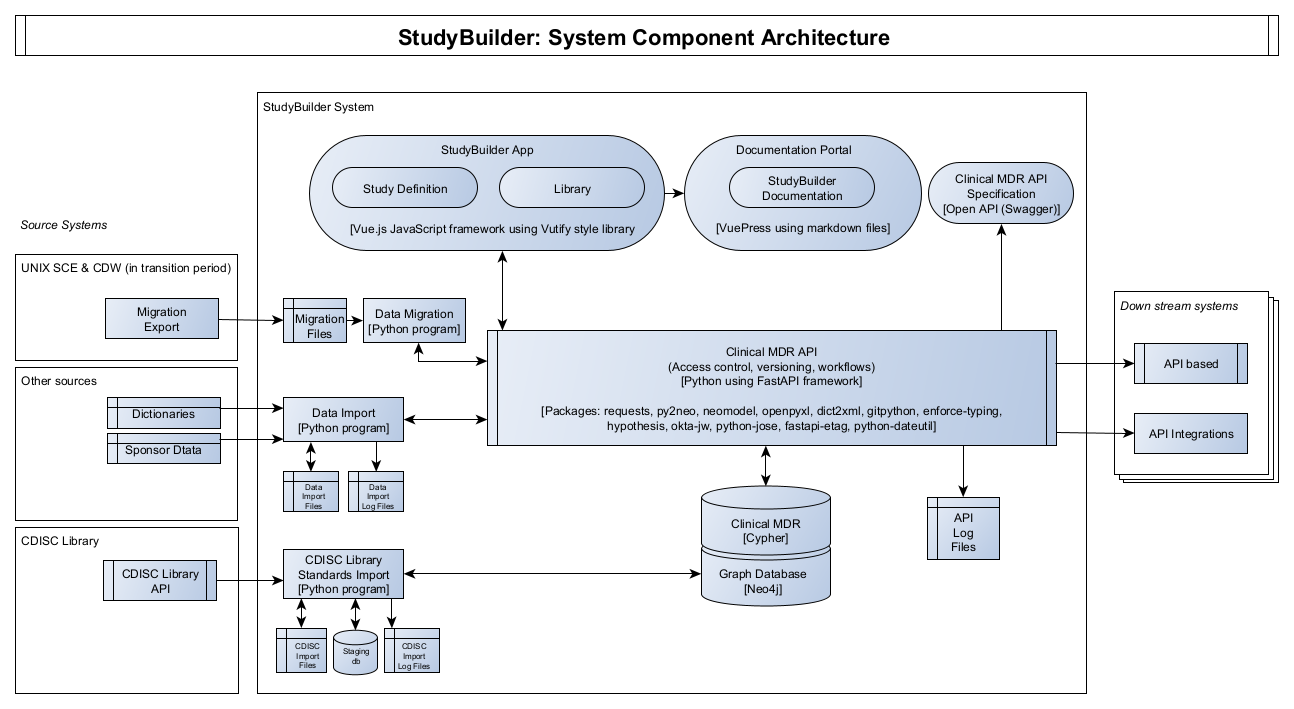 StudyBuilder: System Component Architecture
StudyBuilder System
StudyBuilder App
Study Definition
Library
[Vue.js JavaScript framework using Vutify style library
Documentation Portal
StudyBuilder
Documentation
[VuePress using markdown files]
Clinical MDR API
Specification
[Open API (Swagger)]
Source Systems
UNIX SCE & CDW (in transition period)
Migration
Export
Migration
Files
Data Migration
[Python program]
Clinical MDR API
(Access control, versioning, workflows)
[Python using FastAPI framework]
[Packages: requests, py2neo, neomodel, openpyxl, dict2xml, gitpython, enforce-typing,
hypothesis, okta-jw, python-jose, fastapi-etag, python-dateutil]
Down stream systems
API based
API Integrations
Other sources
Dictionaries
Sponsor Dtata
Data Import
[Python program]
Data
Import
Files
Data
Import
Log Files
Clinical MDR
[Cypher]
Graph Database
[Neo4j]
API
Log
Files
CDISC Library
CDISC Library
API
CDISC Library
Standards Import
[Python program]
CDISC
Import
Files
Staging
db
CDISC
Import
Log Files